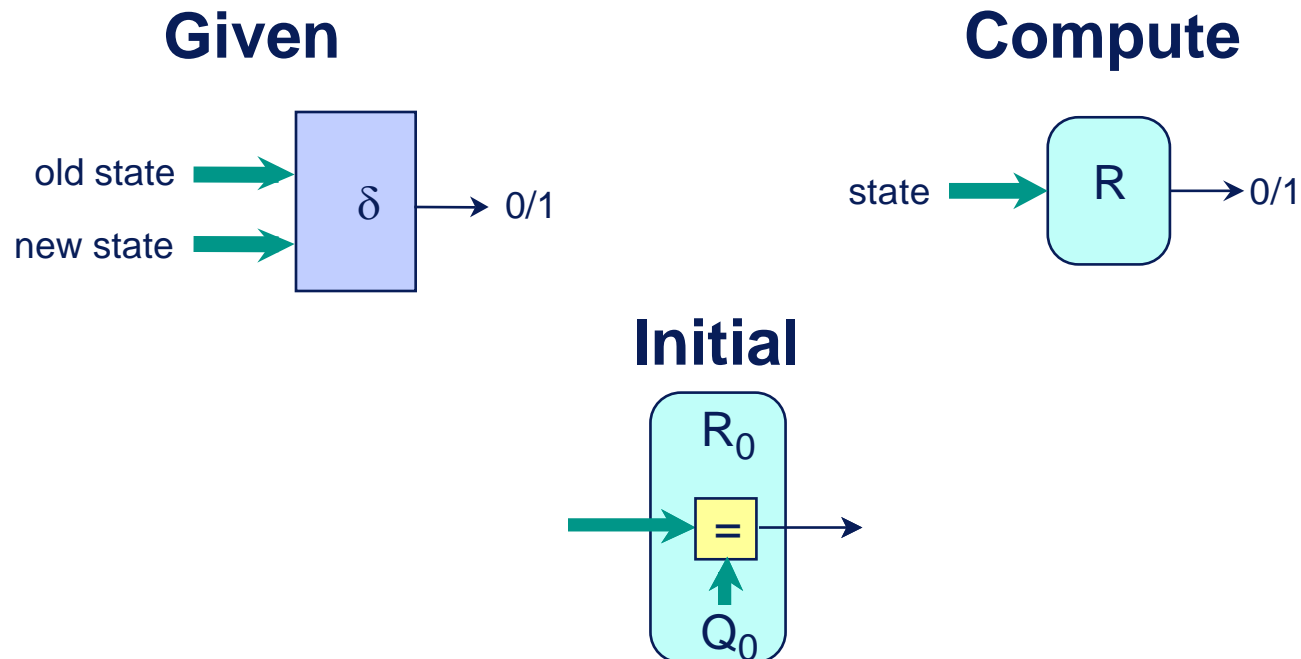 Given
Compute
old state
new state
δ
0/1
state
R
0/1
Initial
R0
=
Q0